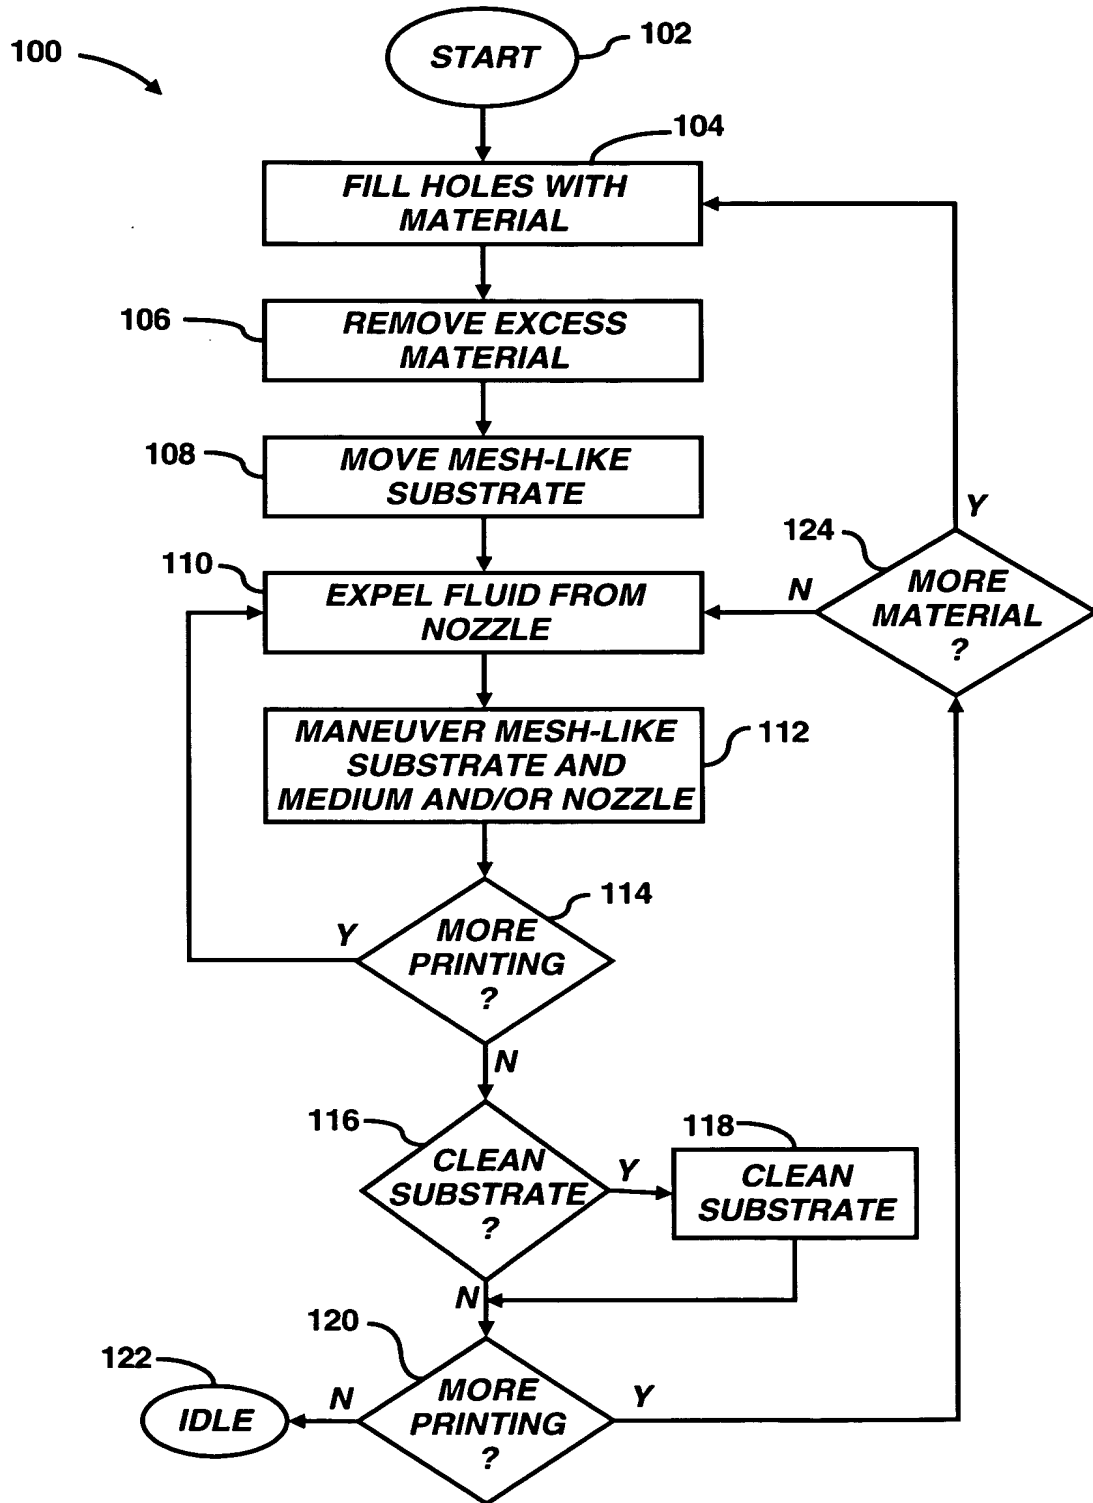 100
START
102
104
FILL HOLES WITH
MATERIAL
106
REMOVE EXCESS
MATERIAL
108
MOVE MESH-LIKE
SUBSTRATE
110
EXPEL FLUID FROM
NOZZLE
N
124
MORE
MATERIAL
?
Y
MANEUVER MESH-LIKE
SUBSTRATE AND
MEDIUM AND/OR NOZZLE
112
114
MORE
PRINTING
?
Y
N
116
CLEAN
SUBSTRATE
?
Y
118
CLEAN
SUBSTRATE
N
120
MORE
PRINTING
?
N
Y
122
IDLE